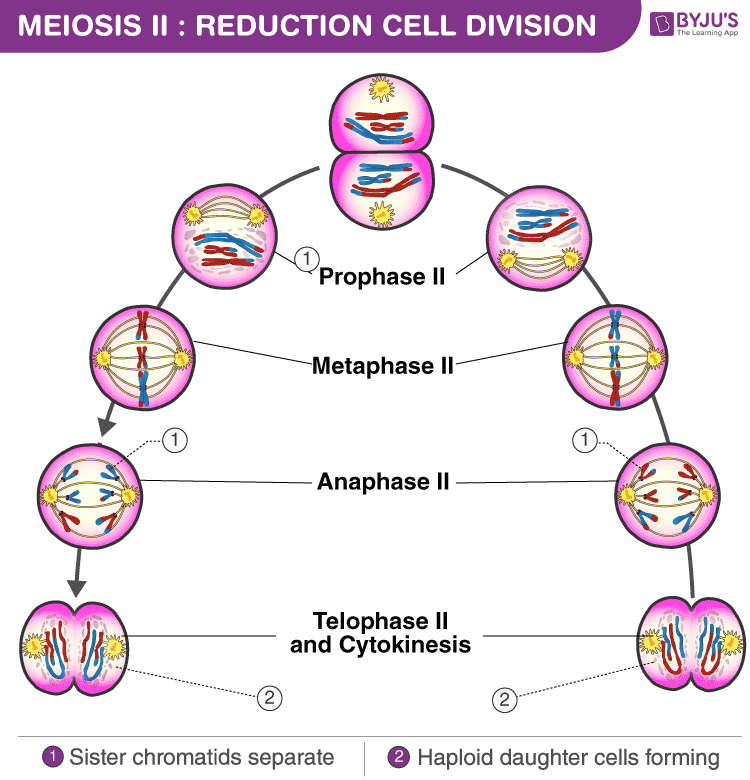 MEIOSIS II : REDUCTION CELL DIVISION
BYJU'S
The Learning App
1
Prophase II
Metaphase II
1
1
Anaphase II
Telophase II
and Cytokinesis
2
2
1 Sister chromatids separate
2 Haploid daughter cells forming